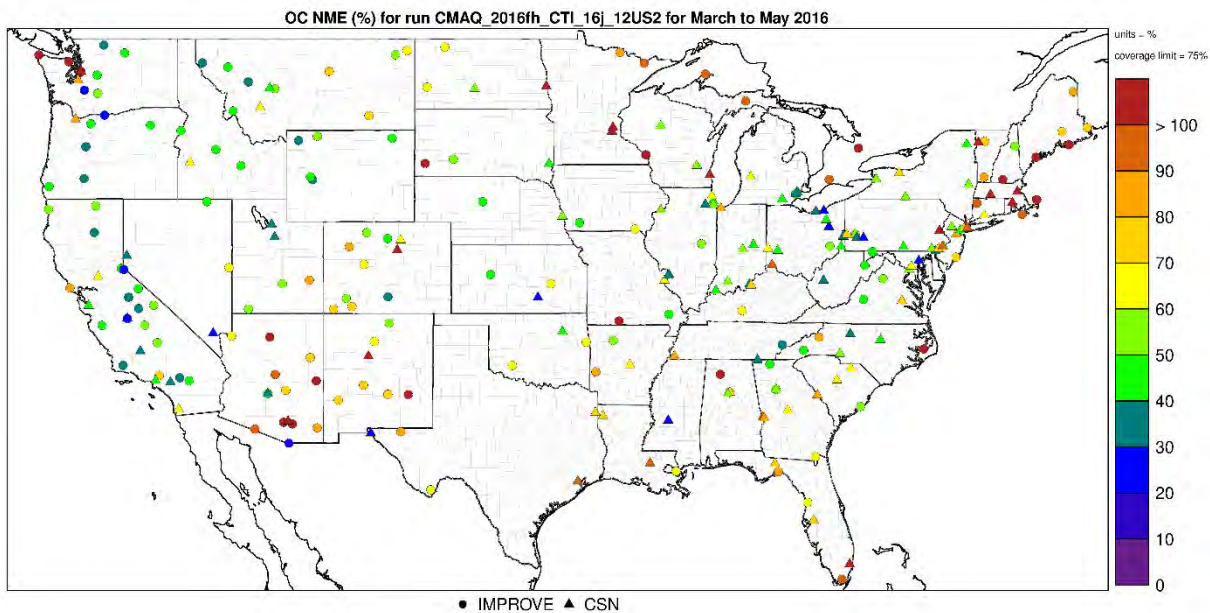 OC NME (%) for run CMAQ_2016fh_CTI_16j_12US2 for March to May 2016
units = %
coverage limit = 75%
> 100
90
80
70
60
50
40
30
20
10
0
● IMPROVE ▲ CSN